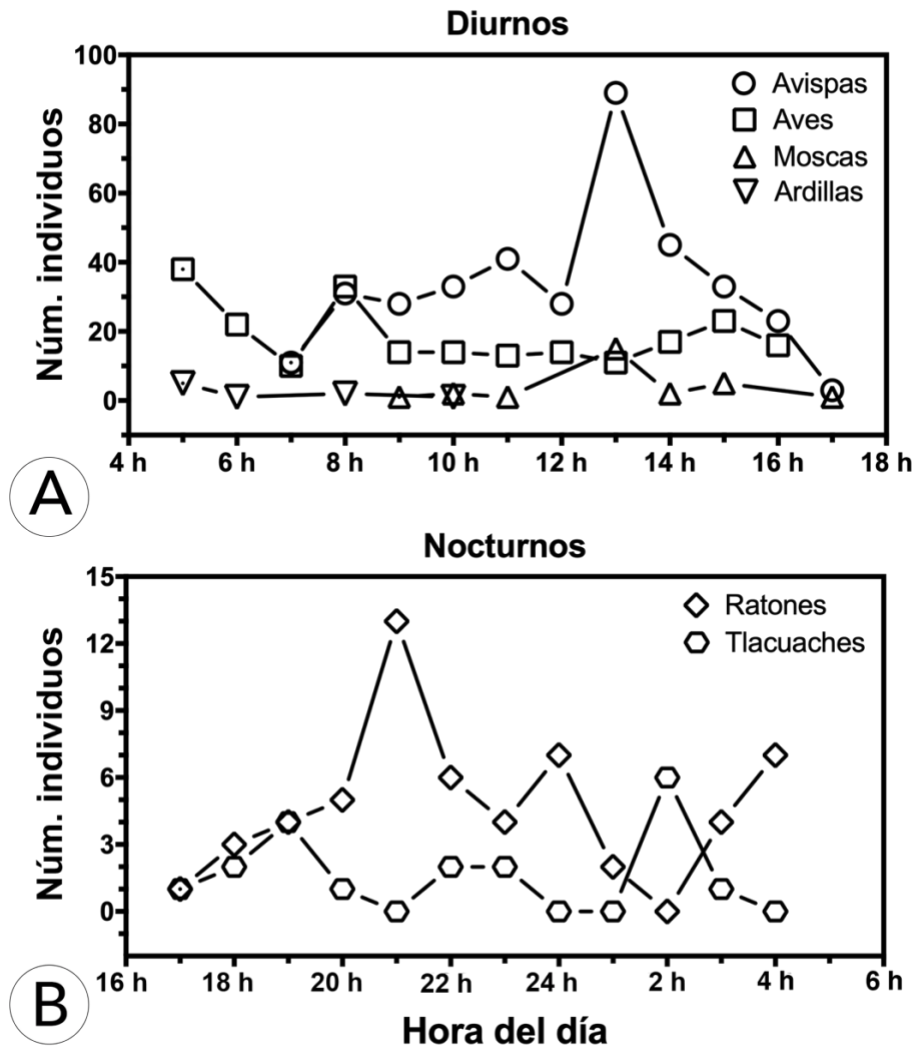 Diurnos
Núm. individuos
100
80
60
40
20
0
Avispas
Aves
Moscas
Ardillas
4 h 6 h 8 h 10 h 12 h 14 h 16 h 18 h
A
Nocturnos
Núm. individuos
15
12
9
6
3
0
Ratones
Tlacuaches
16 h 18 h 20 h 22 h 24 h 2 h 4 h 6 h
B
Hora del día